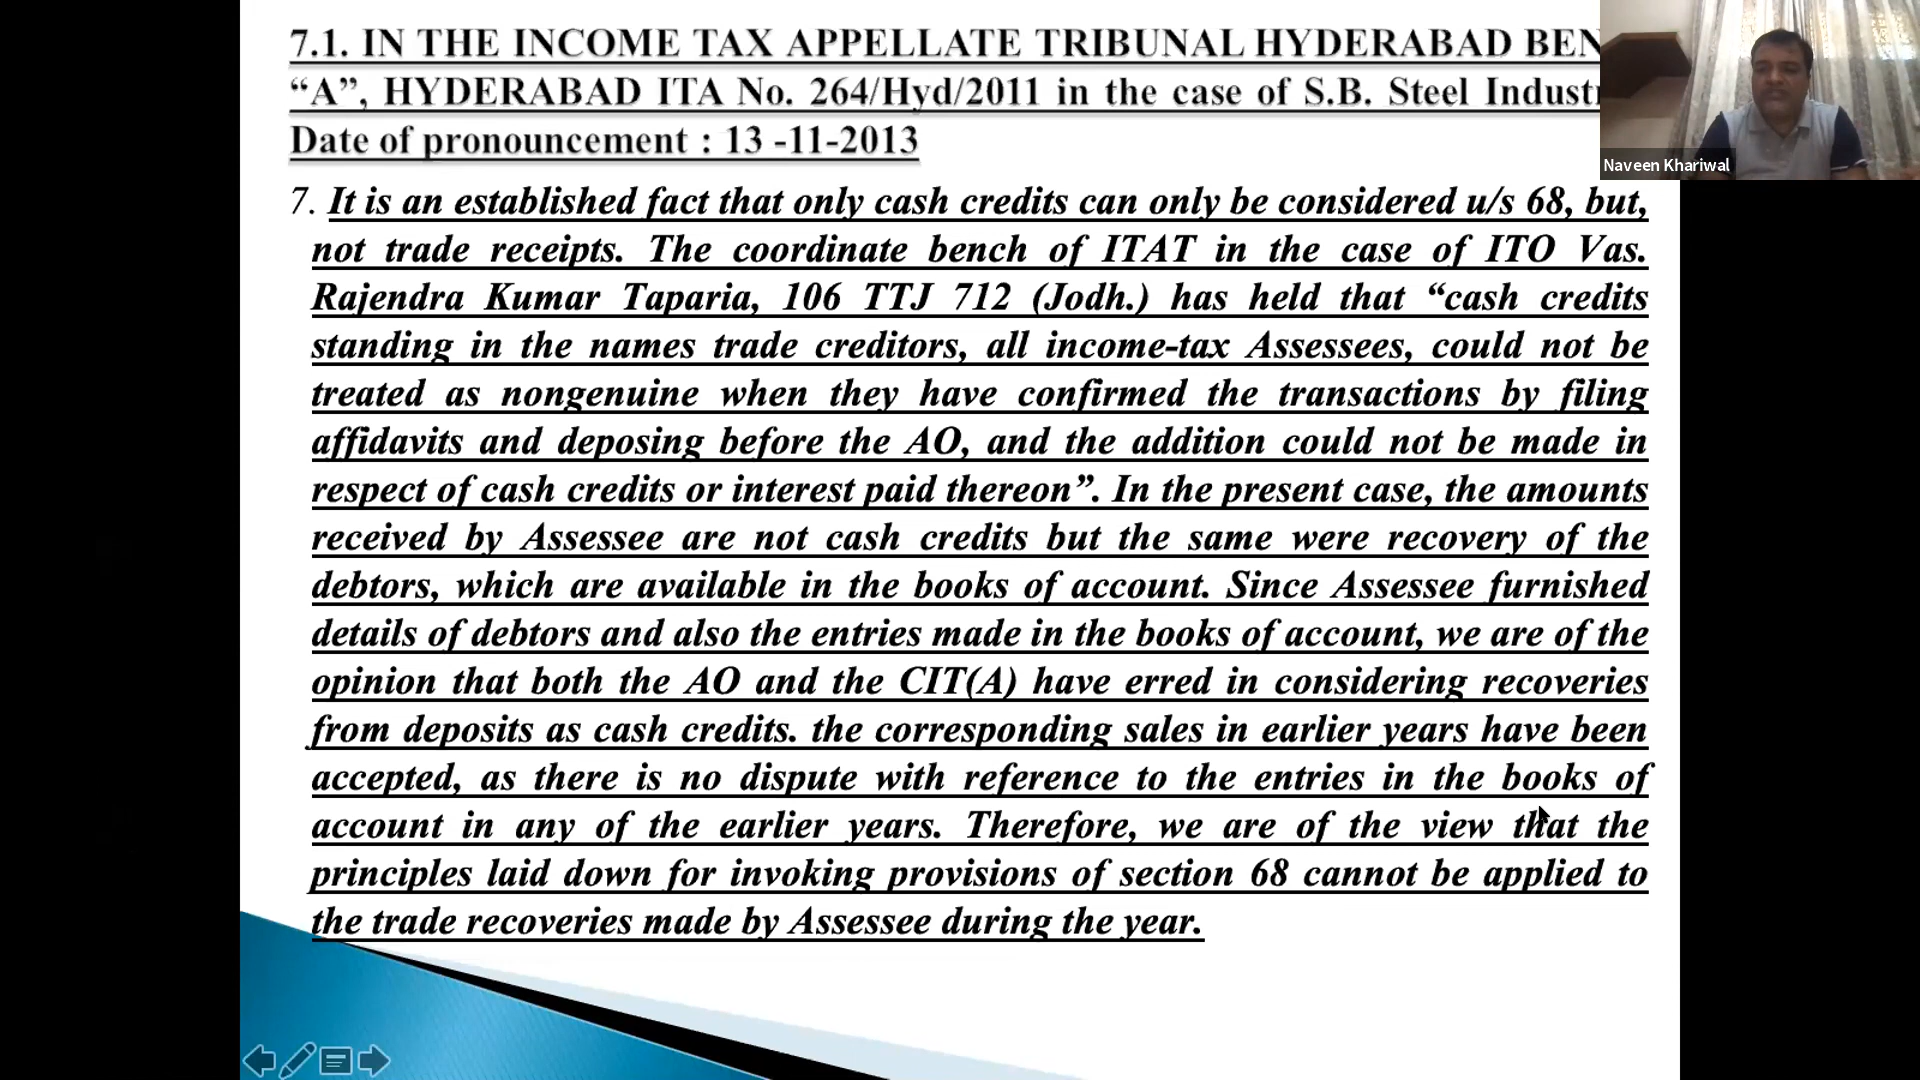 7.1. IN THE INCOME TAX APPELLATE TRIBUNAL HYDERABAD BEN
“A”, HYDERABAD ITA No. 264/Hyd/2011 in the case of S.B. Steel Industr
Date of pronouncement : 13 -11-2013
Naveen Khariwal
7. It is an established fact that only cash credits can only be considered u/s 68, but,
not trade receipts. The coordinate bench of ITAT in the case of ITO Vas.
Rajendra Kumar Taparia, 106 TTJ 712 (Jodh.) has held that “cash credits
standing in the names trade creditors, all income-tax Assessees, could not be
treated as nongenuine when they have confirmed the transactions by filing
affidavits and deposing before the AO, and the addition could not be made in
respect of cash credits or interest paid thereon”. In the present case, the amounts
received by Assessee are not cash credits but the same were recovery of the
debtors, which are available in the books of account. Since Assessee furnished
details of debtors and also the entries made in the books of account, we are of the
opinion that both the AO and the CIT(A) have erred in considering recoveries
from deposits as cash credits. the corresponding sales in earlier years have been
accepted, as there is no dispute with reference to the entries in the books of
account in any of the earlier years. Therefore, we are of the view that the
principles laid down for invoking provisions of section 68 cannot be applied to
the trade recoveries made by Assessee during the year.